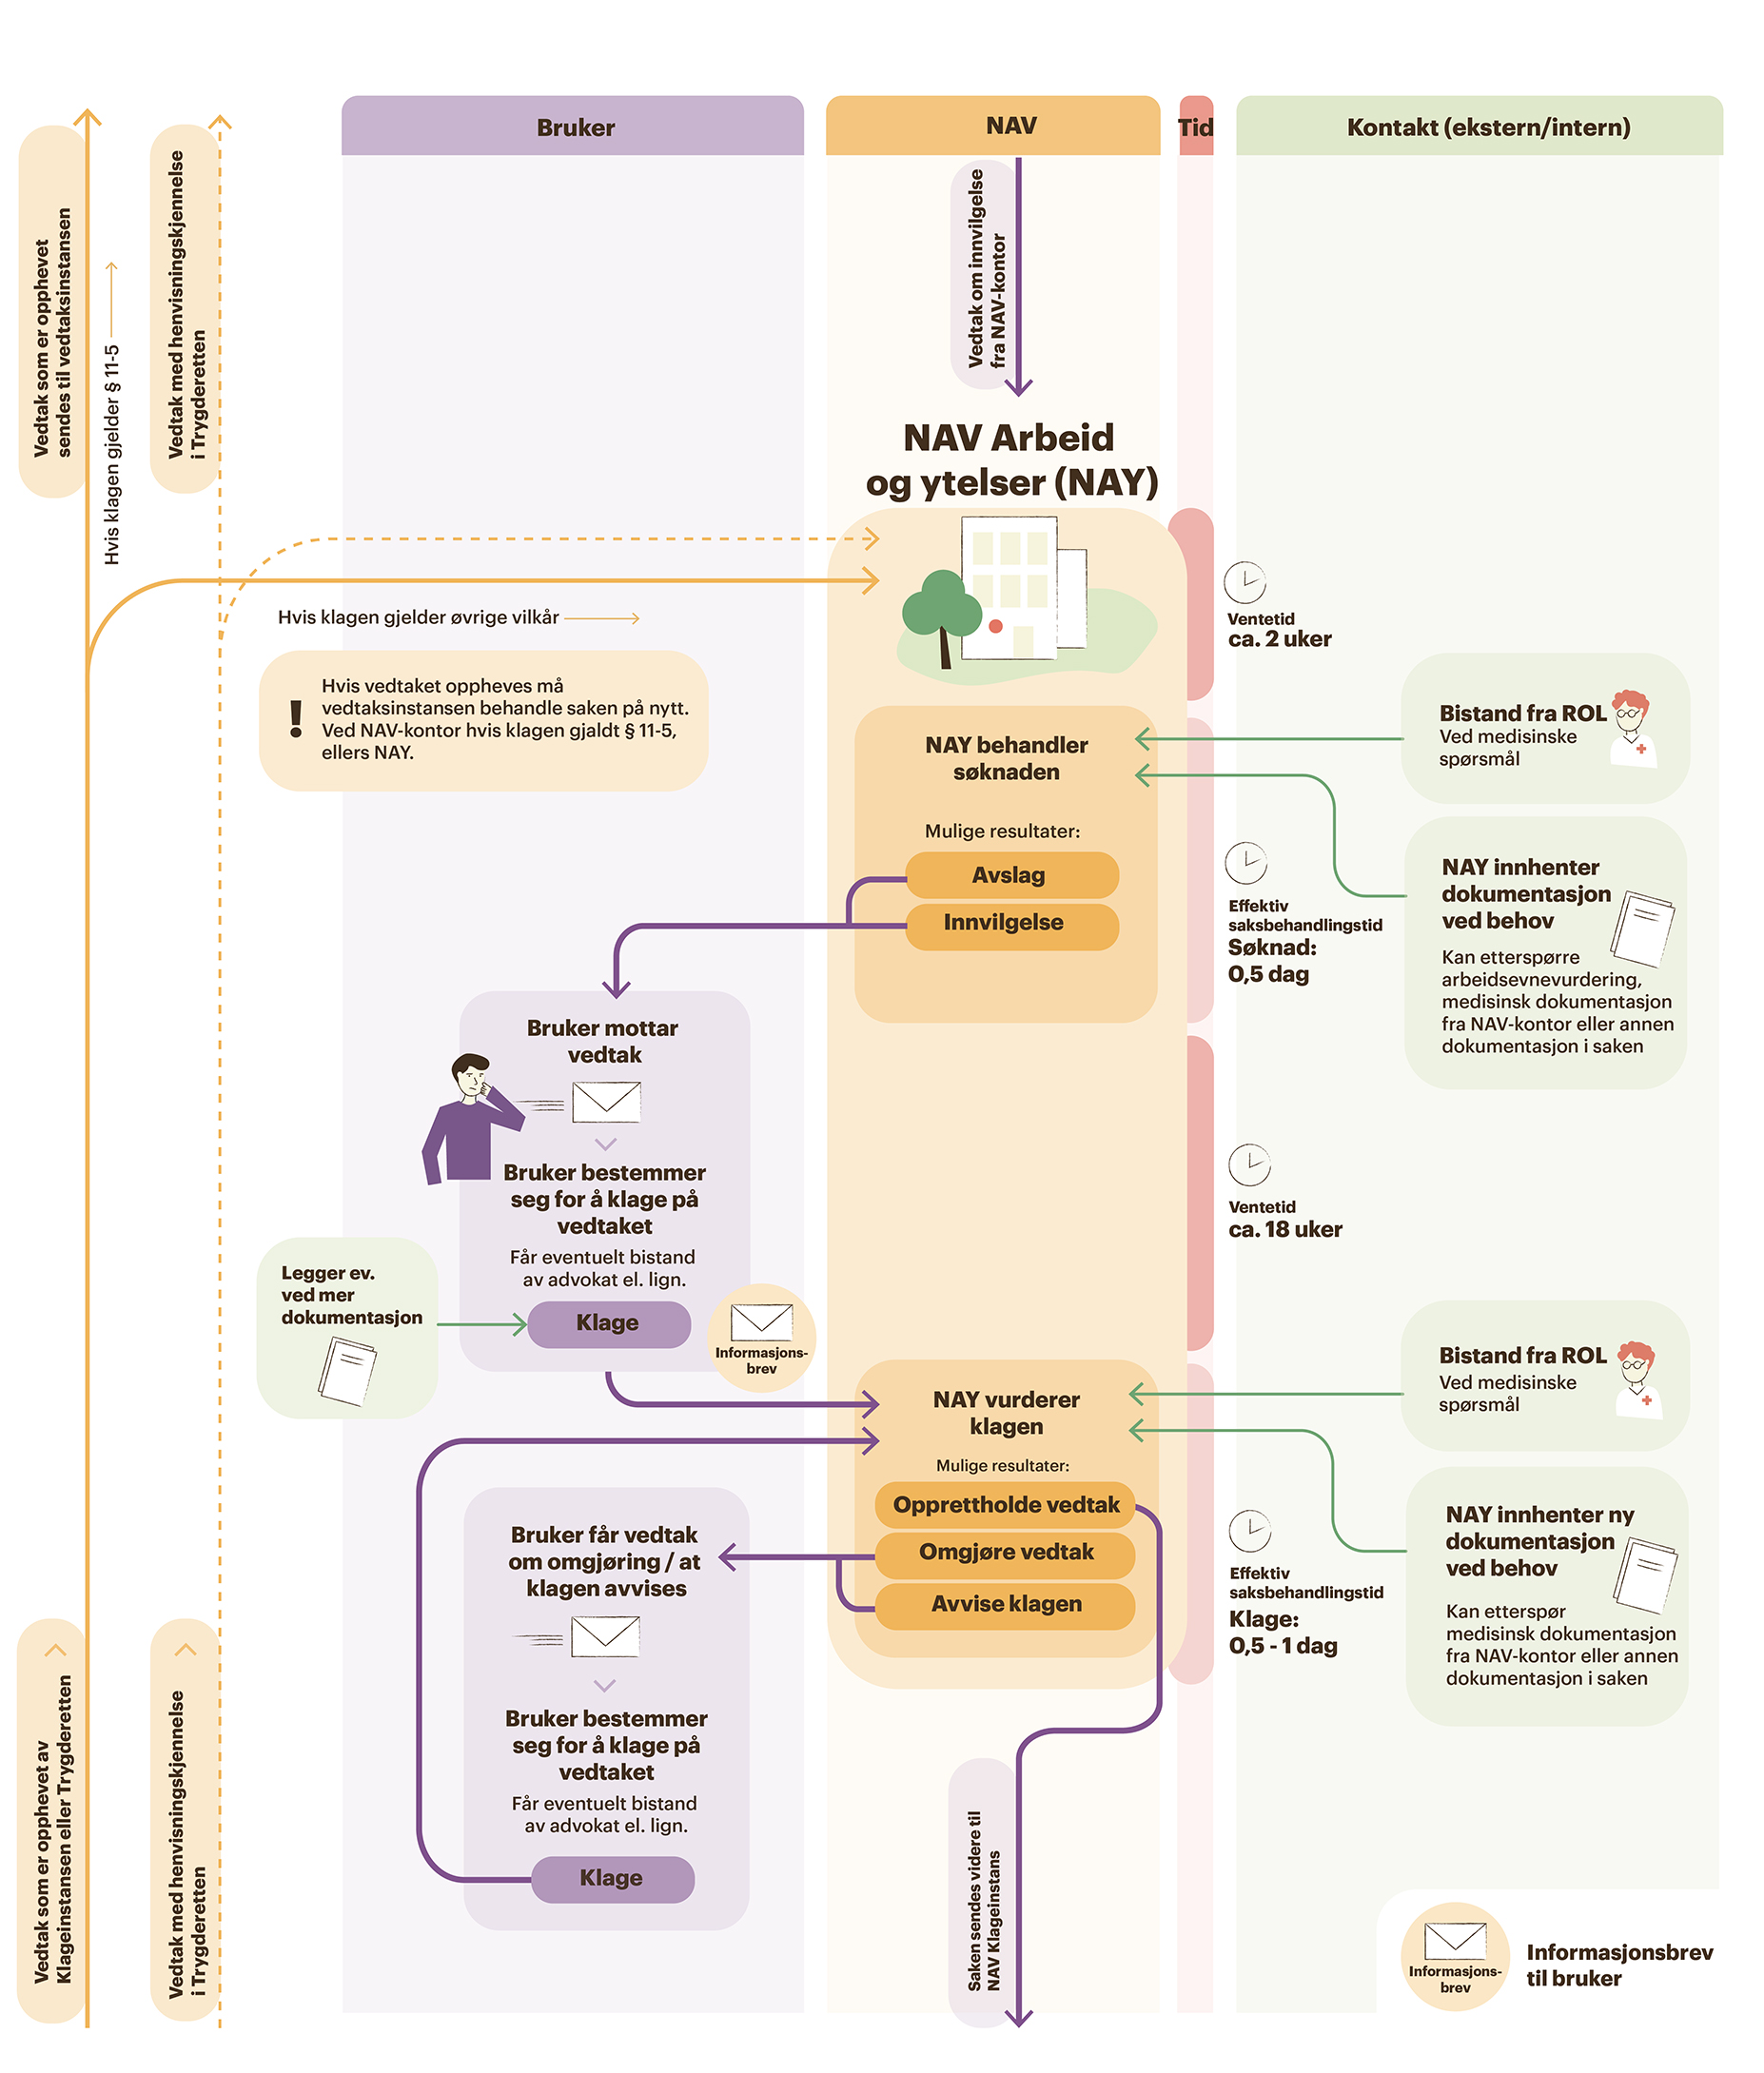 Bruker
NAV
Tid
Kontakt (ekstern/intern)
Vedtak som er opphevet
sendes til vedtaksinstansen
Hvis klagen gjelder § 11-5
Vedtak med henvisningskjennelse
i Trygderetten
Vedtak om innvilgelse
fra NAV-kontor
NAV Arbeid
og ytelser (NAY)
Hvis klagen gjelder øvrige vilkår
!
Hvis vedtaket oppheves må
vedtaksinstansen behandle saken på nytt.
Ved NAV-kontor hvis klagen gjaldt § 11-5,
ellers NAY.
Ventetid
ca. 2 uker
NAY behandler
søknaden
Mulige resultater:
Avslag
Innvilgelse
Bistand fra ROL
Ved medisinske
spørsmål
Effektiv
saksbehandlingstid
Søknad:
0,5 dag
NAY innhenter
dokumentasjon
ved behov
Kan etterspørre
arbeidsevnevurdering,
medisinsk dokumentasjon
fra NAV-kontor eller annen
dokumentasjon i saken
Bruker mottar
vedtak
Bruker bestemmer
seg for å klage på
vedtaket
Får eventuelt bistand
av advokat el. lign.
Klage
Legger ev.
ved mer
dokumentasjon
Informasjons-
brev
Ventetid
ca. 18 uker
NAY vurderer
klagen
Mulige resultater:
Opprettholde vedtak
Omgjøre vedtak
Avvise klagen
Bistand fra ROL
Ved medisinske
spørsmål
Effektiv
saksbehandlingstid
Klage:
0,5 - 1 dag
NAY innhenter ny
dokumentasjon
ved behov
Kan etterspør
medisinsk dokumentasjon
fra NAV-kontor eller annen
dokumentasjon i saken
Bruker får vedtak
om omgjøring / at
klagen avvises
Bruker bestemmer
seg for å klage på
vedtaket
Får eventuelt bistand
av advokat el. lign.
Klage
Vedtak som er opphevet av
Klageinstansen eller Trygderetten
Vedtak med henvisningskjennelse
i Trygderetten
Saken sendes videre til
NAV Klageinstans
Informasjons-
brev
Informasjonsbrev
til bruker